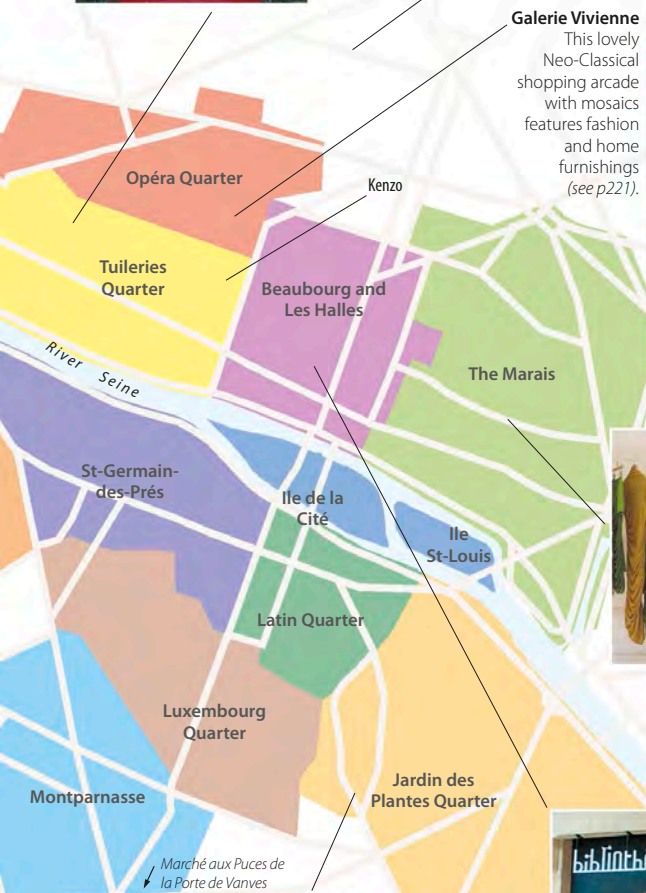 Galerie Vivienne
This lovely
Neo-Classical
shopping arcade
with mosaics
features fashion
and home
furnishings
(see p221).
Opéra Quarter
Kenzo
Tuileries
Quarter
Beaubourg and
Les Halles
River Seine
The Marais
St-Germain-
des-Prés
Ile de la
Cité
Ile
St-Louis
Latin Quarter
Luxembourg
Quarter
Montparnasse
Jardin des
Plantes Quarter
Marché aux Puces de
la Porte de Vanves